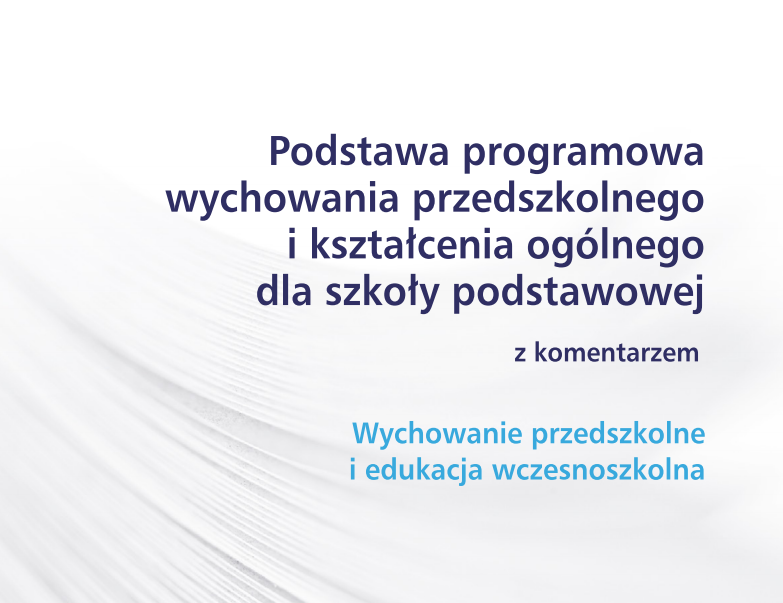 Podstawa programowa
wychowania przedszkolnego
i kształcenia ogólnego
dla szkoły podstawowej
z komentarzem
Wychowanie przedszkolne
i edukacja wczesnoszkolna